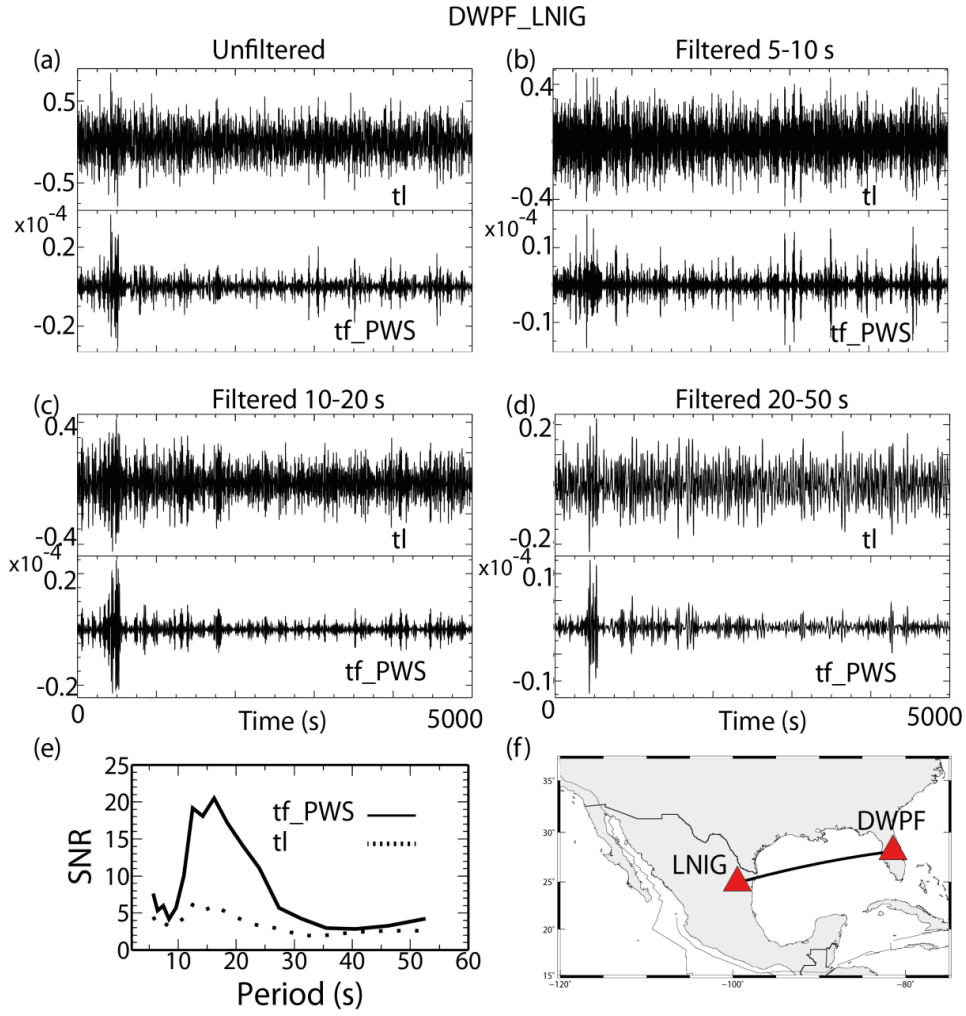 DWPF_LNIG
(a) Unfiltered
0.5
-0.5
tl
x10-4
0.2
-0.2
tf_PWS
(b) Filtered 5-10 s
0.4
-0.4
tl
x10-4
0.1
-0.1
tf_PWS
(c) Filtered 10-20 s
0.4
-0.4
tl
x10-4
0.2
-0.2
tf_PWS
0 Time (s) 5000
(d) Filtered 20-50 s
0.2
-0.2
tl
x10-4
0.1
-0.1
tf_PWS
0 Time (s) 5000
(e)
25
20
15
10
5
0
SNR
tf_PWS
tl
10 20 30 40 50 60
Period (s)
(f)
35°
30°
25°
20°
15°
DWPF
LNIG
-120° -100° -80°